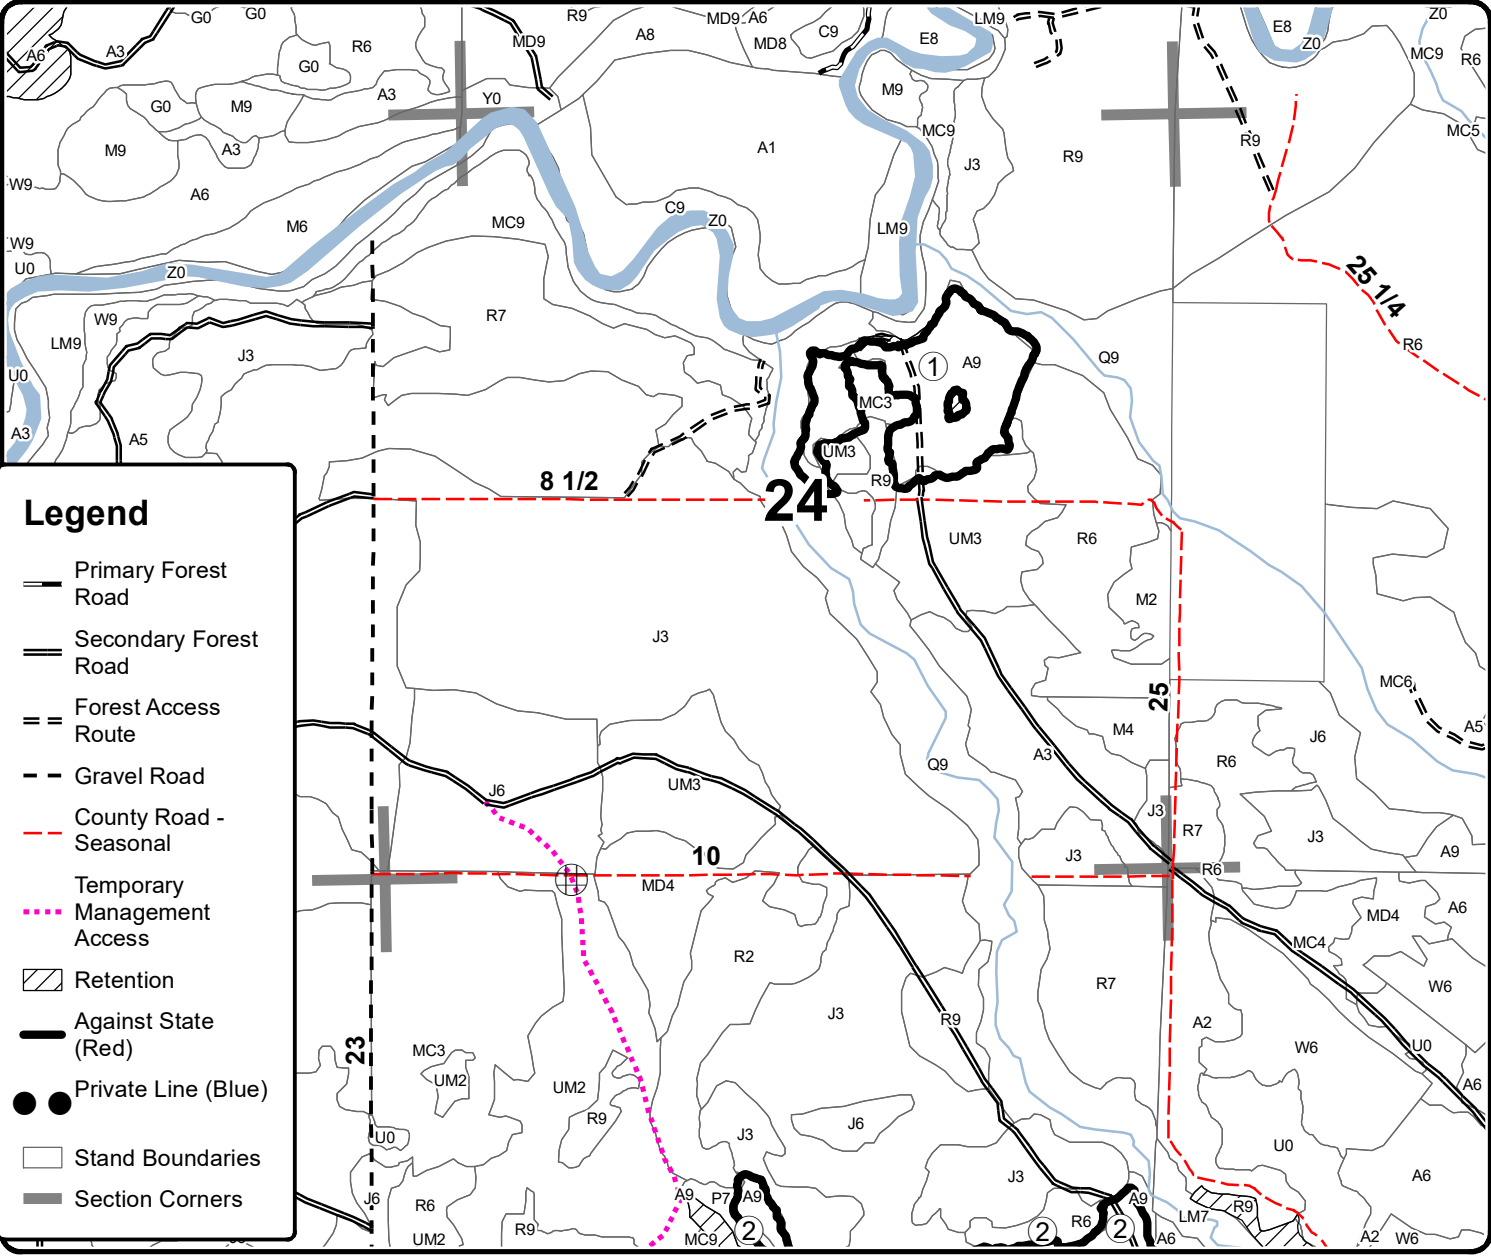 G0
G0
R9
MD9
A6
C9
LM9
E8
Z0
A6
A3
R6
MD9
A8
MD8
E8
Z0
MC9
R6
G0
A3
Y0
M9
G0
M9
MC9
MC5
M9
A3
A1
J3
R9
R9
W9
A6
M6
MC9
C9
Z0
LM9
W9
U0
Z0
25 1/4
W9
R7
LM9
J3
1
A9
Q9
R6
U0
MC3
A3
A5
UM3
R9
8 1/2
24
UM3
R6
M2
J3
MC6
25
M4
A5
J6
A3
Q9
R6
J6
UM3
J3
R7
J3
10
J3
A9
R6
MD4
MD4
A6
MC4
R2
R7
W6
J3
R9
A2
W6
U0
23
MC3
UM2
UM2
A6
R9
J6
J3
U0
U0
J3
A6
J6
R6
A9
P7
A9
A9
R9
R9
MC9
2
2
R6
2
LM7
UM2
A6
A2
W6
Legend
Primary Forest
Road
Secondary Forest
Road
Forest Access
Route
Gravel Road
County Road -
Seasonal
Temporary
Management
Access
Retention
Against State
(Red)
Private Line (Blue)
Stand Boundaries
Section Corners